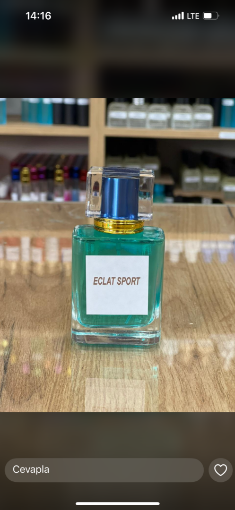 14:16
LTE
ECLAT SPORT
Cevapla